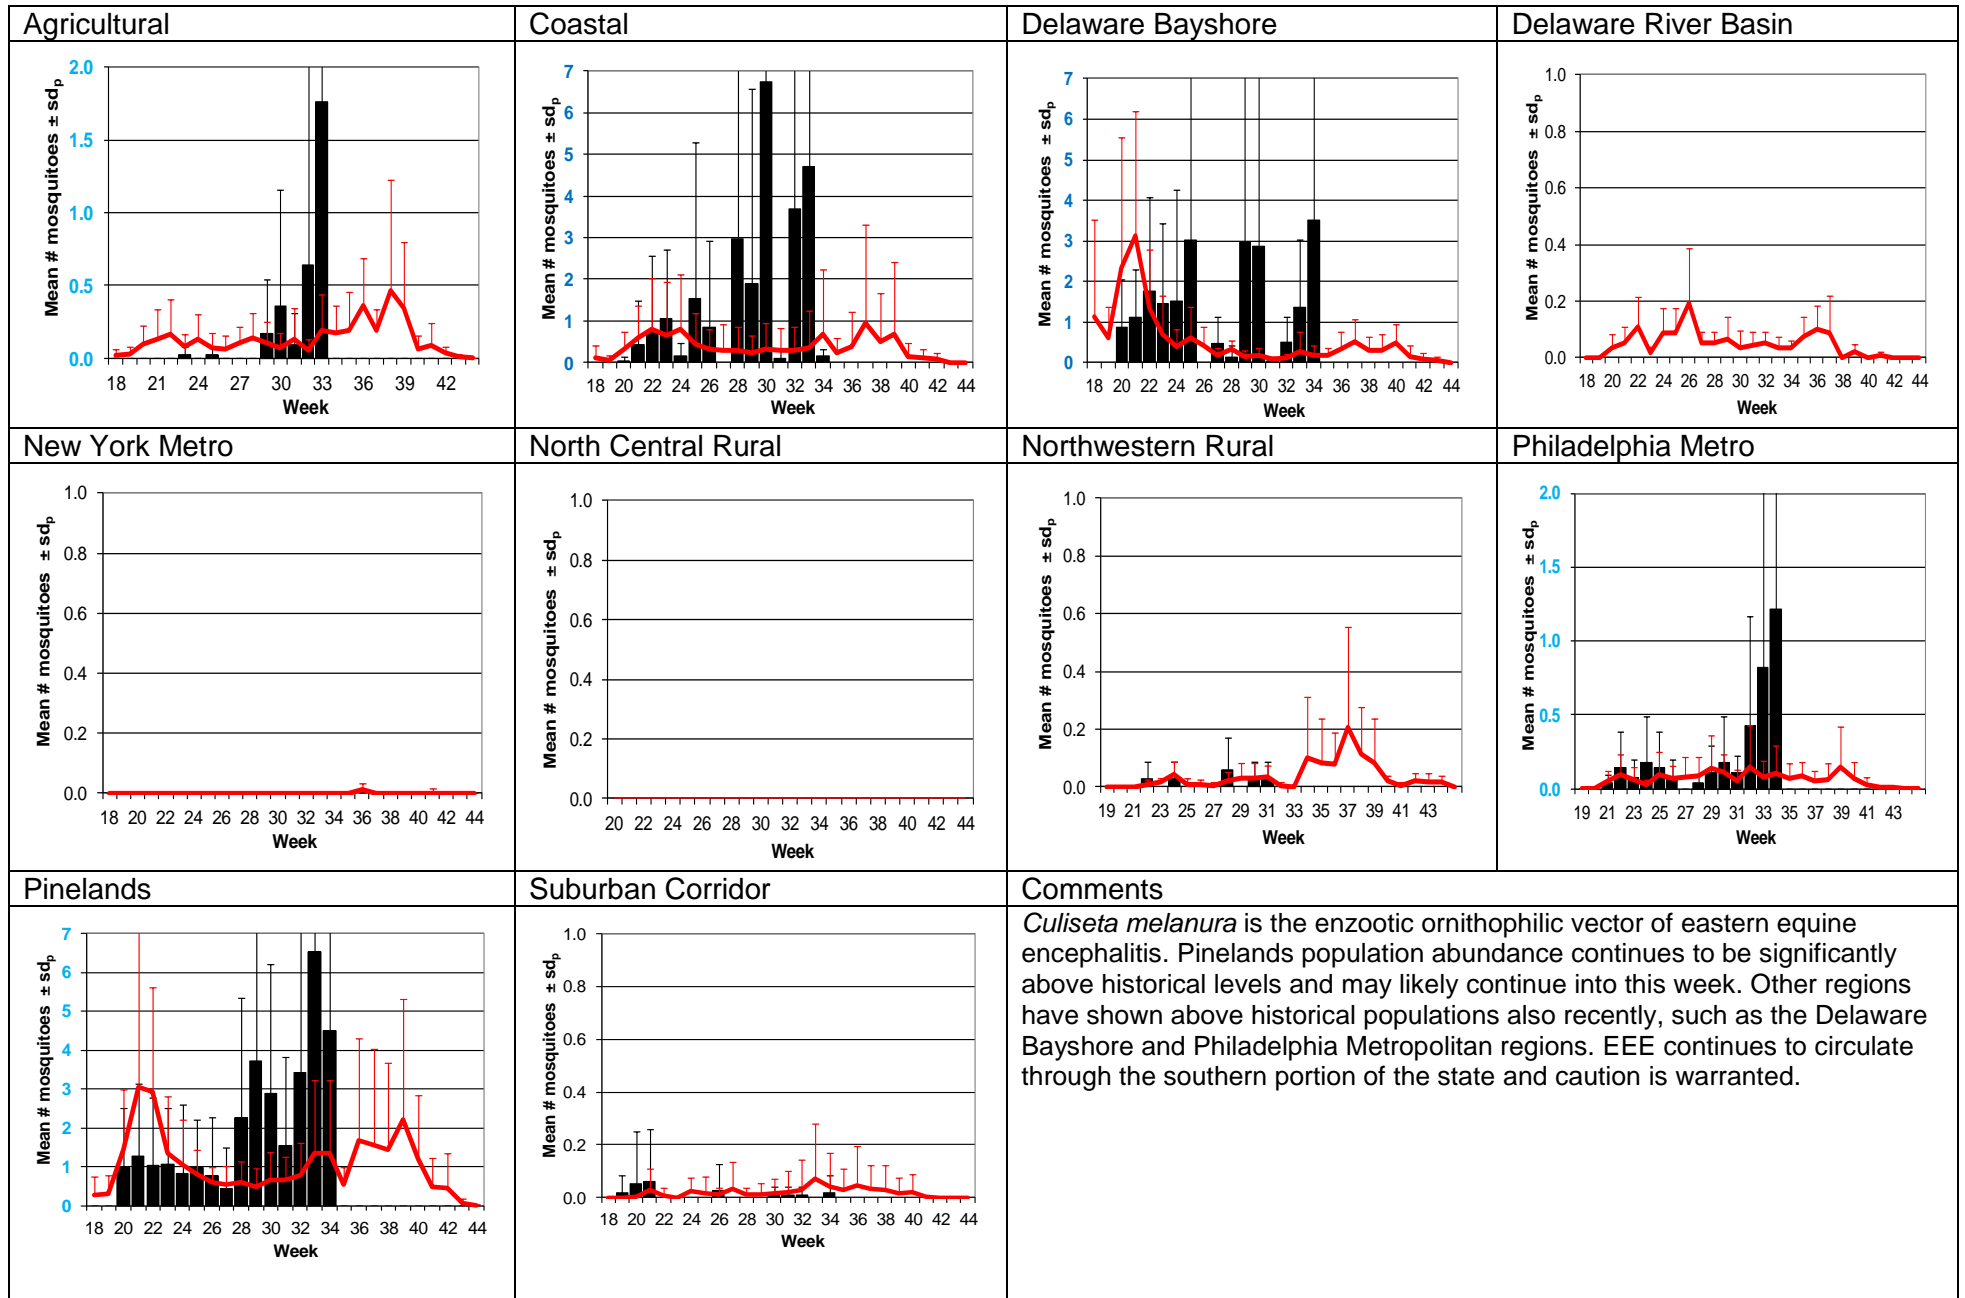 Agricultural
Mean # mosquitoes ± sdp
2.0
1.5
1.0
0.5
0.0
18 21 24 27 30 33 36 39 42
Week
Coastal
Mean # mosquitoes ± sdp
7
6
5
4
3
2
1
0
18 20 22 24 26 28 30 32 34 36 38 40 42 44
Week
Delaware Bayshore
Mean # mosquitoes ± sdp
7
6
5
4
3
2
1
0
18 20 22 24 26 28 30 32 34 36 38 40 42 44
Week
Delaware River Basin
Mean # mosquitoes ± sdp
1.0
0.8
0.6
0.4
0.2
0.0
18 20 22 24 26 28 30 32 34 36 38 40 42 44
Week
New York Metro
Mean # mosquitoes ± sdp
1.0
0.8
0.6
0.4
0.2
0.0
18 20 22 24 26 28 30 32 34 36 38 40 42 44
Week
North Central Rural
Mean # mosquitoes ± sdp
1.0
0.8
0.6
0.4
0.2
0.0
20 22 24 26 28 30 32 34 36 38 40 42 44
Week
Northwestern Rural
Mean # mosquitoes ± sdp
1.0
0.8
0.6
0.4
0.2
0.0
19 21 23 25 27 29 31 33 35 37 39 41 43
Week
Philadelphia Metro
Mean # mosquitoes ± sdp
2.0
1.5
1.0
0.5
0.0
19 21 23 25 27 29 31 33 35 37 39 41 43
Week
Pinelands
Mean # mosquitoes ± sdp
7
6
5
4
3
2
1
0
18 20 22 24 26 28 30 32 34 36 38 40 42 44
Week
Suburban Corridor
Mean # mosquitoes ± sdp
1.0
0.8
0.6
0.4
0.2
0.0
18 20 22 24 26 28 30 32 34 36 38 40 42 44
Week
Comments
Culiseta melanura is the enzootic ornithophilic vector of eastern equine
encephalitis. Pinelands population abundance continues to be significantly
above historical levels and may likely continue into this week. Other regions
have shown above historical populations also recently, such as the Delaware
Bayshore and Philadelphia Metropolitan regions. EEE continues to circulate
through the southern portion of the state and caution is warranted.